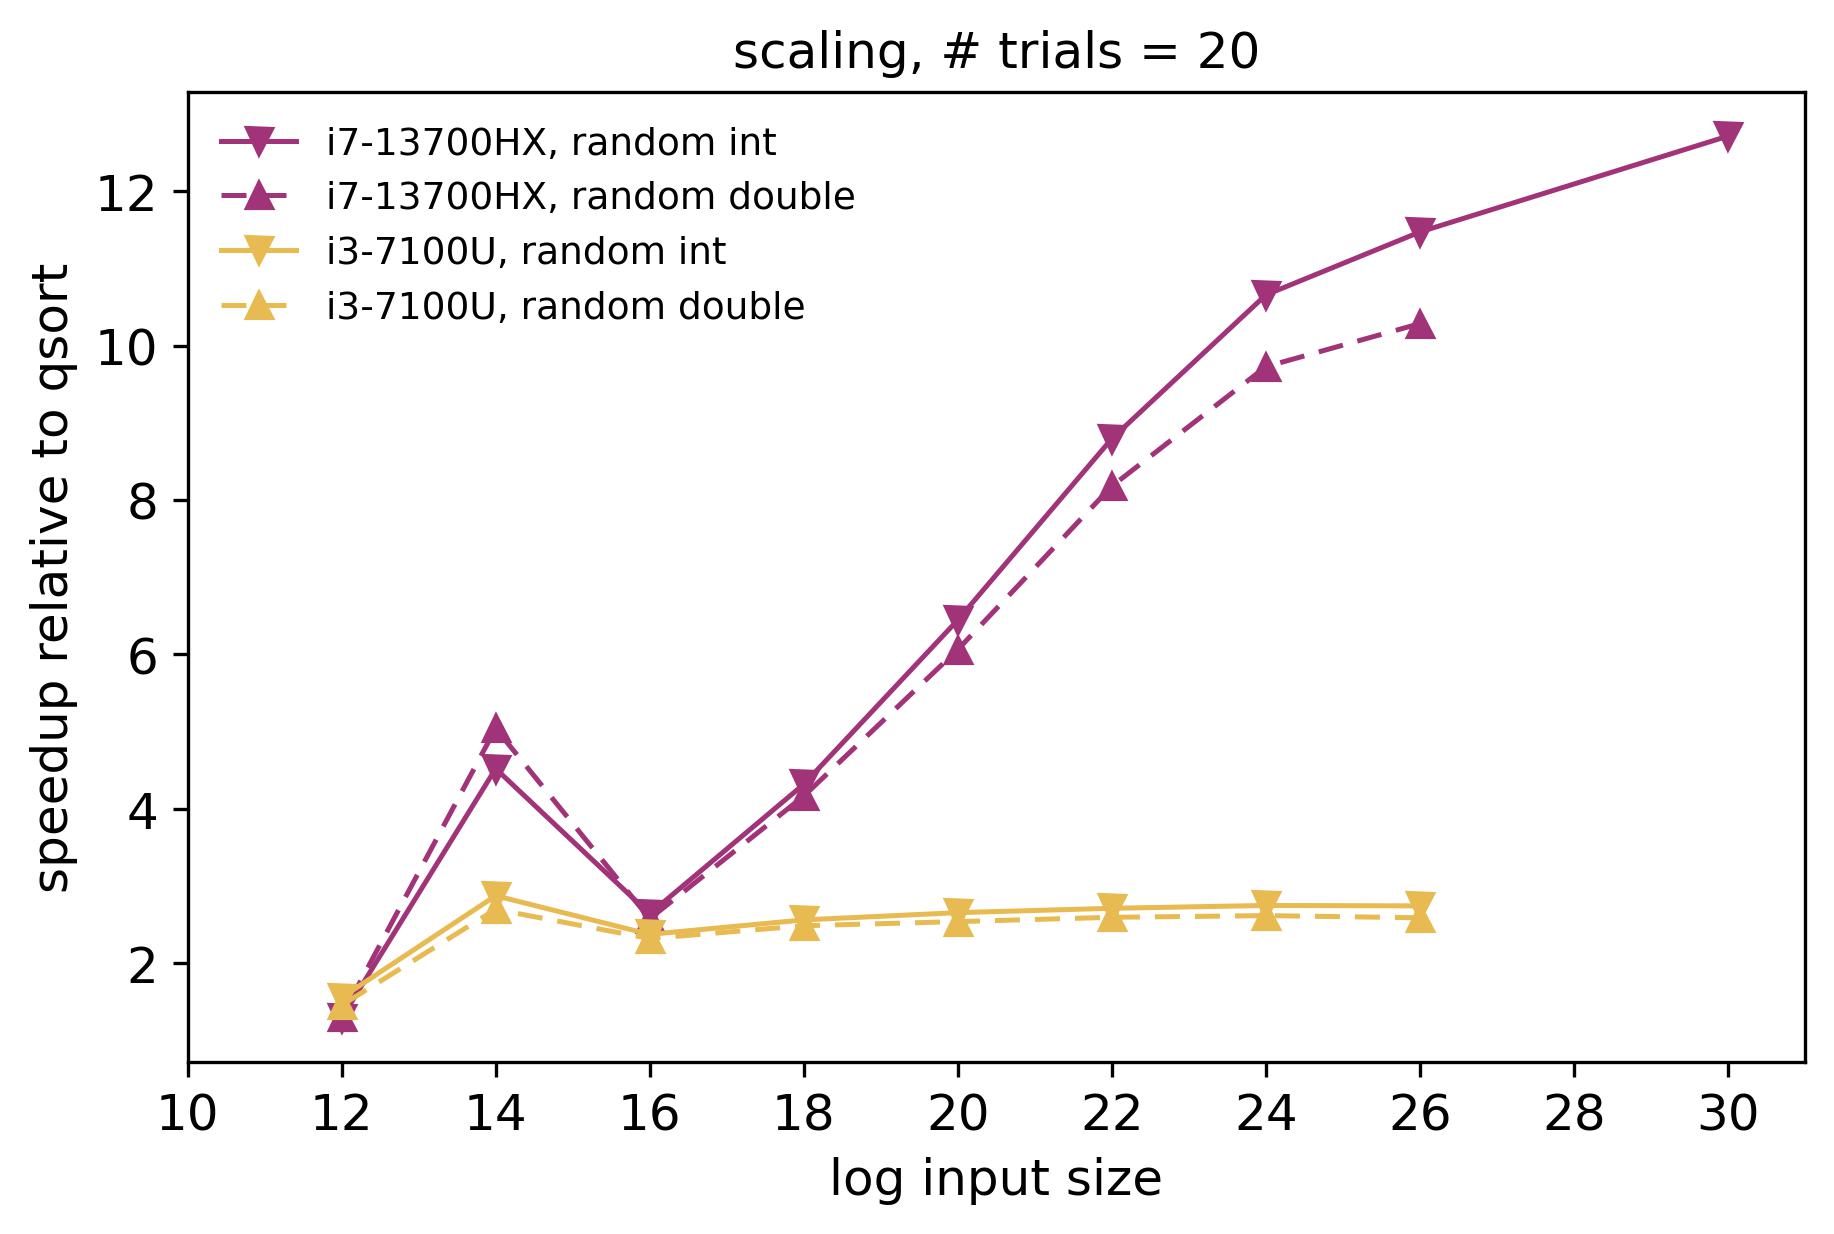 scaling, # trials = 20
i7-13700HX, random int
i7-13700HX, random double
i3-7100U, random int
i3-7100U, random double
speedup relative to qsort
12
10
8
6
4
2
10 12 14 16 18 20 22 24 26 28 30
log input size